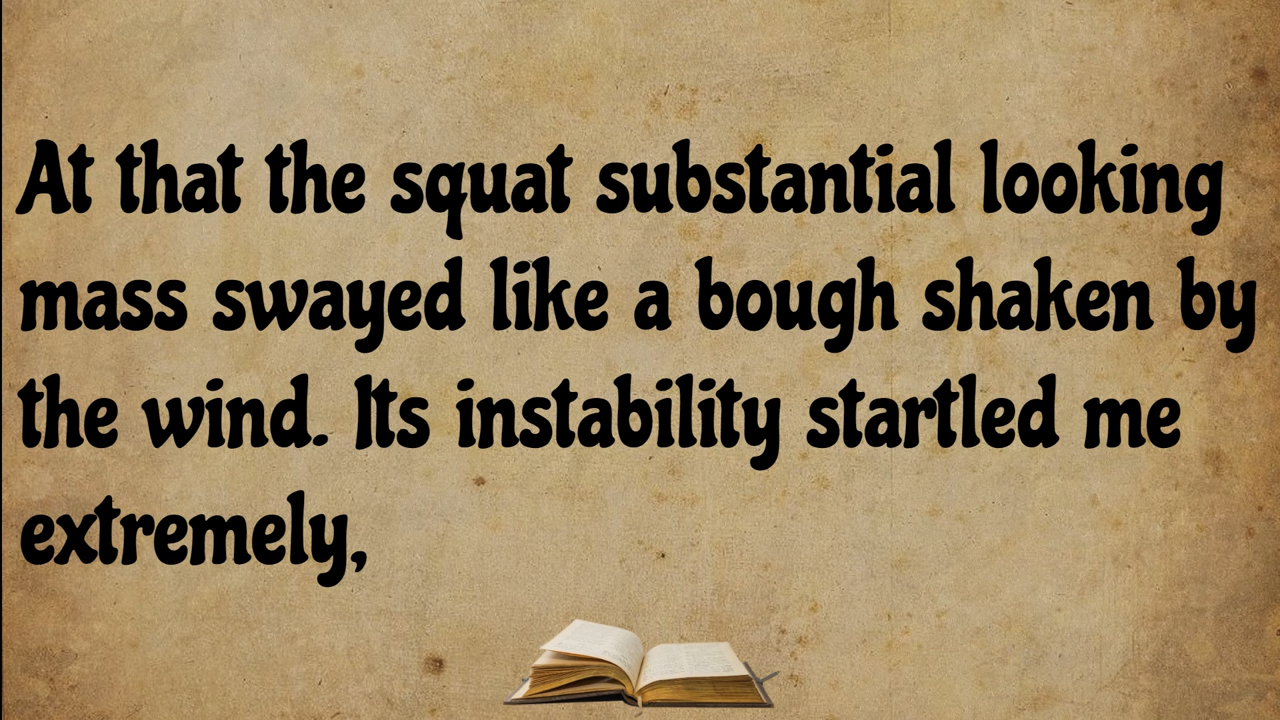 At that the squat substantial looking
mass swayed like a bough shaken by
the wind. Its instability startled me
extremely,